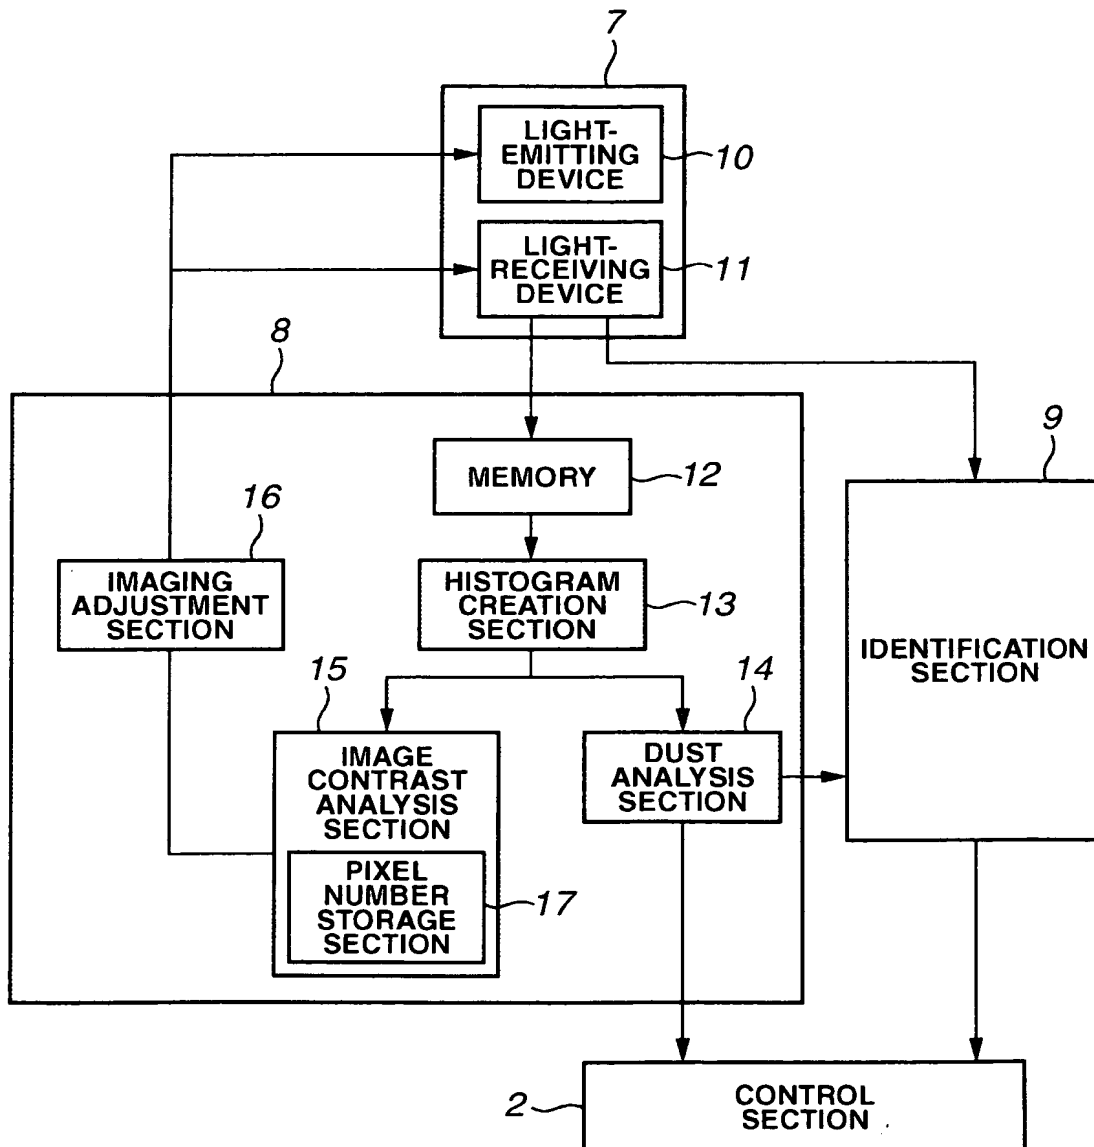 7
LIGHT-
EMITTING
DEVICE
10
LIGHT-
RECEIVING
DEVICE
11
8
MEMORY
12
9
16
IMAGING
ADJUSTMENT
SECTION
HISTOGRAM
CREATION
SECTION
13
IDENTIFICATION
SECTION
15
IMAGE
CONTRAST
ANALYSIS
SECTION
14
DUST
ANALYSIS
SECTION
PIXEL
NUMBER
STORAGE
SECTION
17
2
CONTROL
SECTION